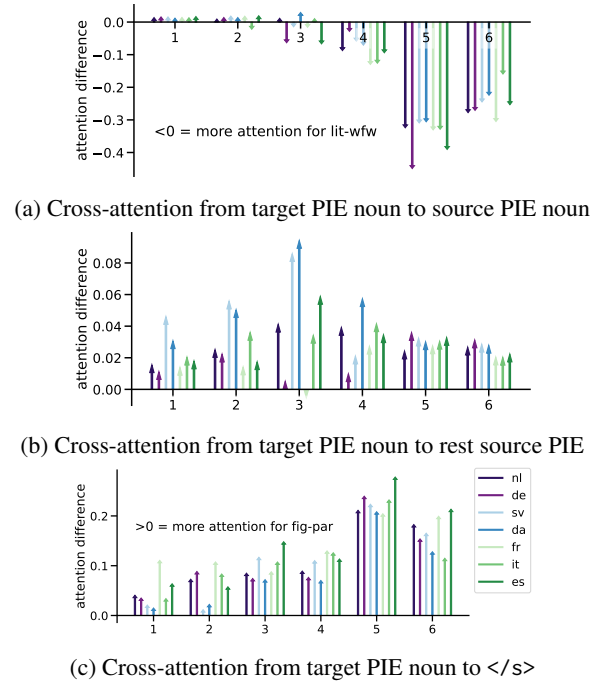 0.0
−0.1
−0.2
−0.3
−0.4
attention difference
1 2 3 4 5 6
<0 = more attention for lit-wfw
(a) Cross-attention from target PIE noun to source PIE noun
0.08
0.06
0.04
0.02
0.00
attention difference
1 2 3 4 5 6
(b) Cross-attention from target PIE noun to rest source PIE
0.2
0.1
0.0
attention difference
>0 = more attention for fig-par
1 2 3 4 5 6
nl
de
sv
da
fr
it
es
(c) Cross-attention from target PIE noun to </s>